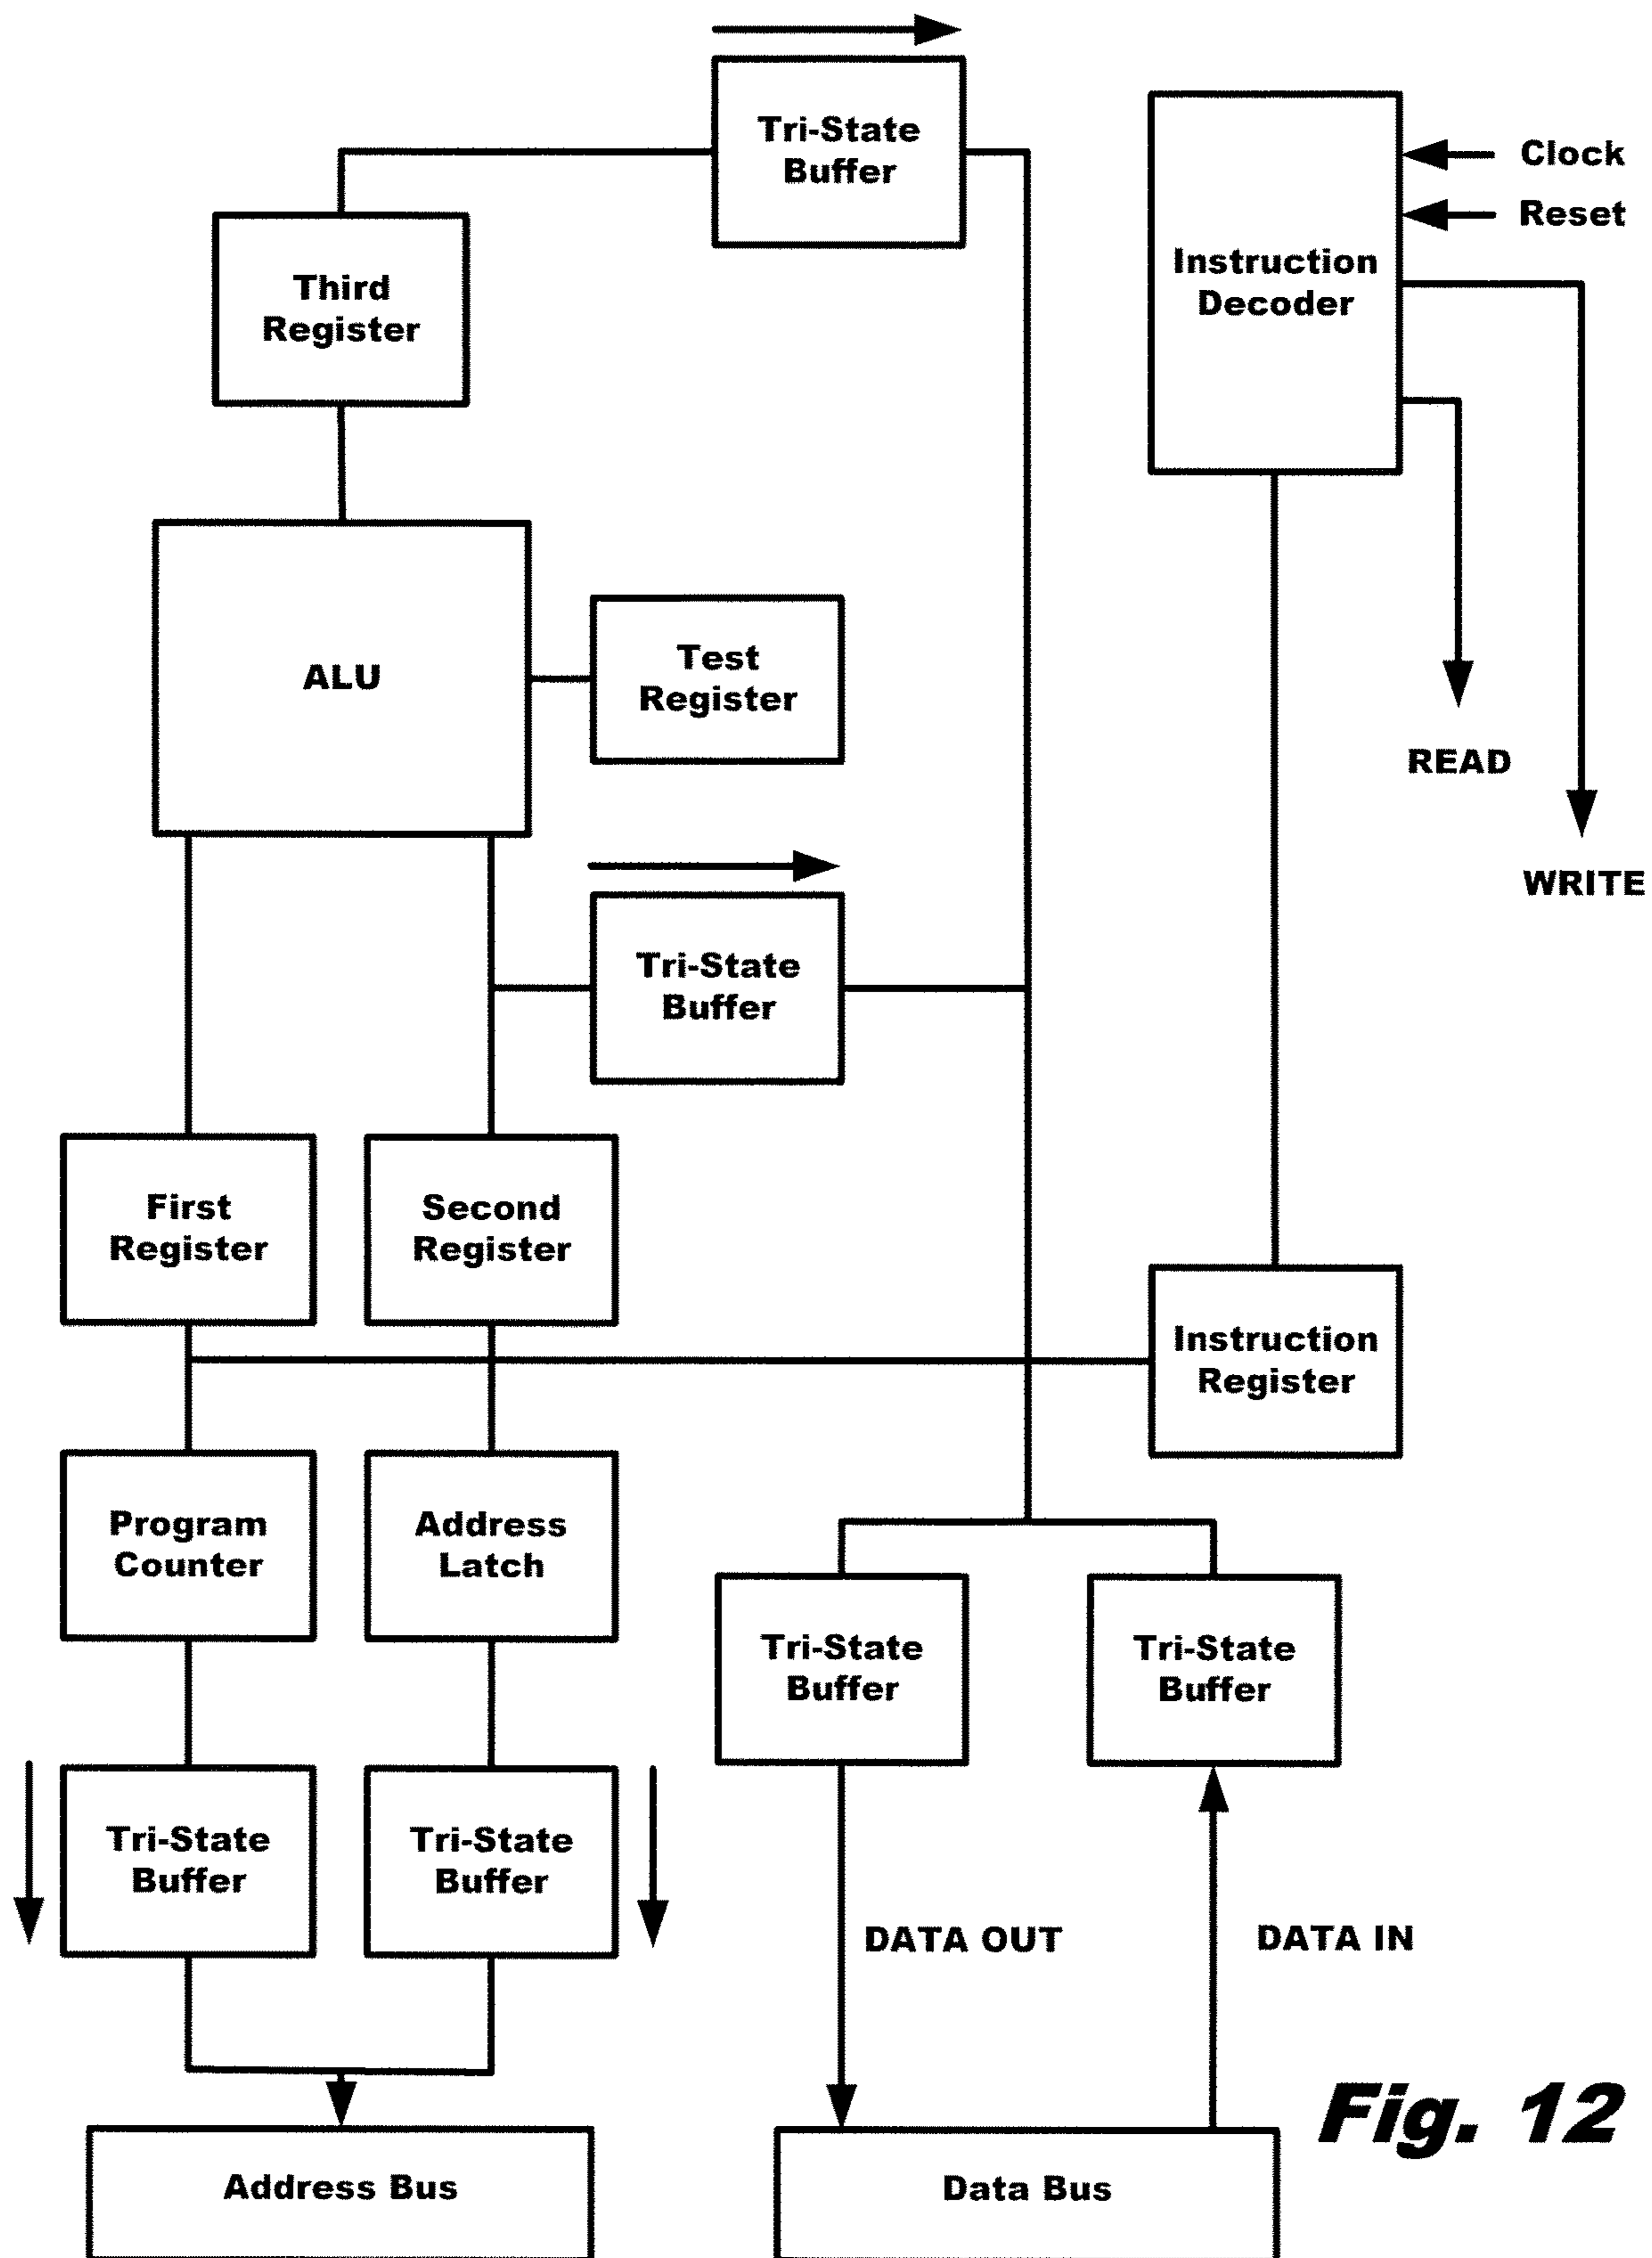 Tri-State
Buffer
Clock
Reset
Instruction
Decoder
Third
Register
ALU
Test
Register
READ
WRITE
Tri-State
Buffer
First
Register
Second
Register
Instruction
Register
Program
Counter
Address
Latch
Tri-State
Buffer
Tri-State
Buffer
Tri-State
Buffer
Tri-State
Buffer
DATA OUT
DATA IN
Fig. 12
Address Bus
Data Bus